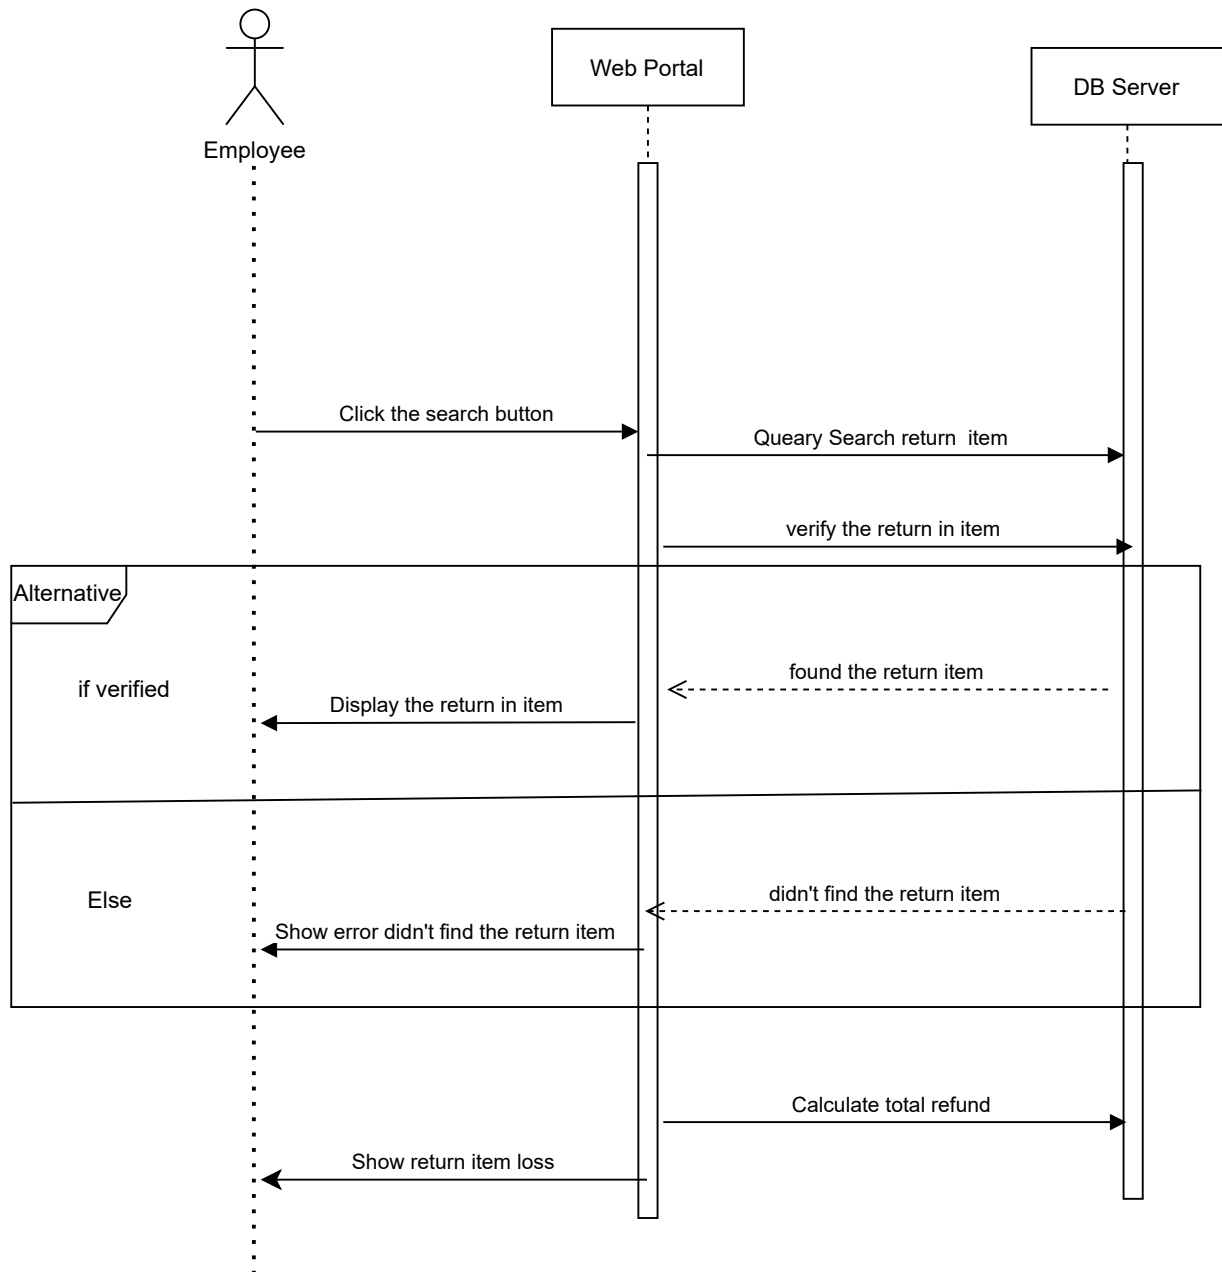 Web Portal
DB Server
Employee
Click the search button
Queary Search return  item
verify the return in item
Alternative
found the return item
if verified
Display the return in item
didn't find the return item
Else
Show error didn't find the return item
Calculate total refund
Show return item loss